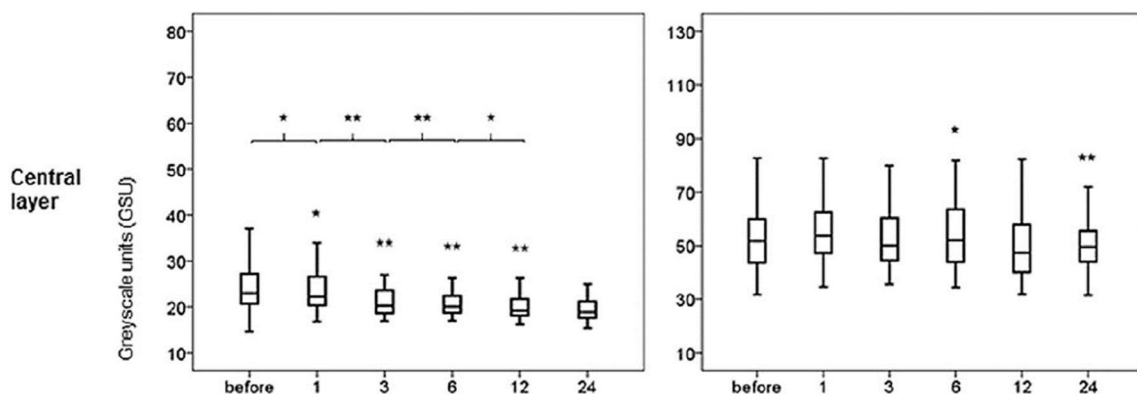 80
70
60
50
40
30
20
10
Greyscale units (GSU)
Central
layer
* ** ** *
* ** ** **
before 1 3 6 12 24
130
110
90
70
50
30
10
* **
before 1 3 6 12 24